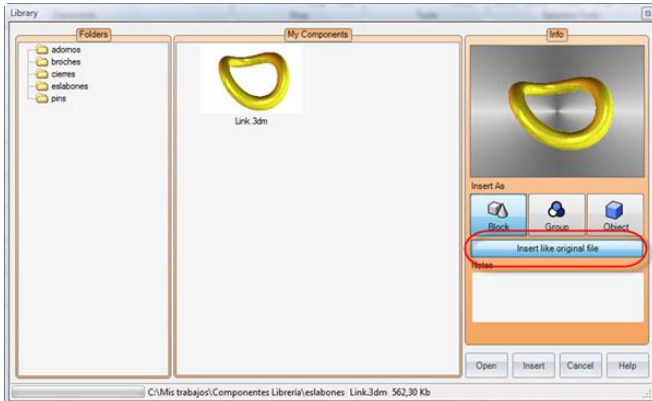 Library
Folders
My Components
Info
adornos
broches
cierres
eslabones
pins
Link.3dm
Insert As
Block
Group
Object
Insert like original file
Notes
Open
Insert
Cancel
Help
C:\Mis trabajos\Componentes Librería\eslabones Link.3dm 562,30 Kb